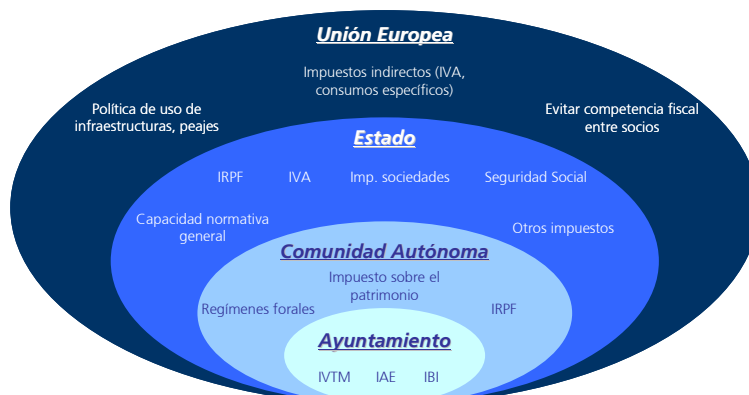 Unión Europea
Impuestos indirectos (IVA,
consumos específicos)
Política de uso de
infraestructuras, peajes
Evitar competencia fiscal
entre socios
Estado
IRPF IVA Imp. sociedades Seguridad Social
Capacidad normativa
general
Otros impuestos
Comunidad Autónoma
Impuesto sobre el
patrimonio
Regímenes forales
IRPF
Ayuntamiento
IVTM IAE IBI